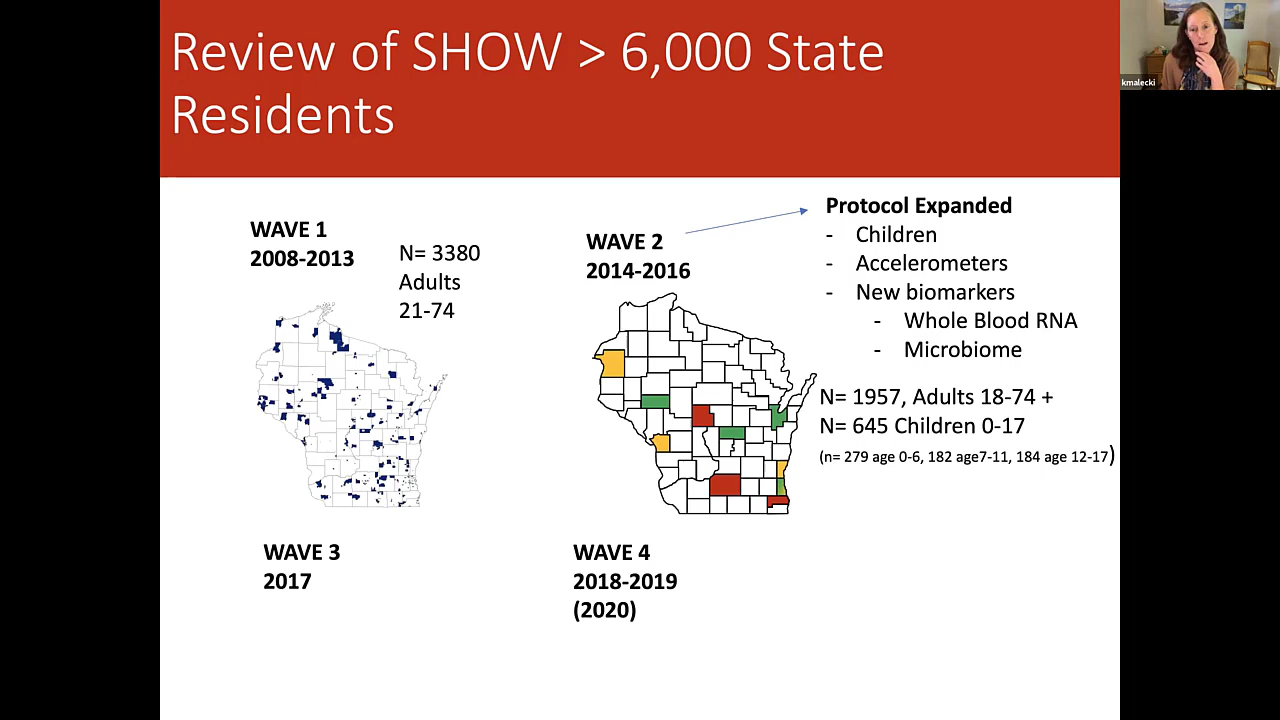 Review of SHOW > 6,000 State
Residents
kmalecki
WAVE 1
2008-2013
N= 3380
Adults
21-74
WAVE 2
2014-2016
Protocol Expanded
- Children
- Accelerometers
- New biomarkers
- Whole Blood RNA
- Microbiome
N= 1957, Adults 18-74 +
N= 645 Children 0-17
(n= 279 age 0-6, 182 age7-11, 184 age 12-17)
WAVE 3
2017
WAVE 4
2018-2019
(2020)